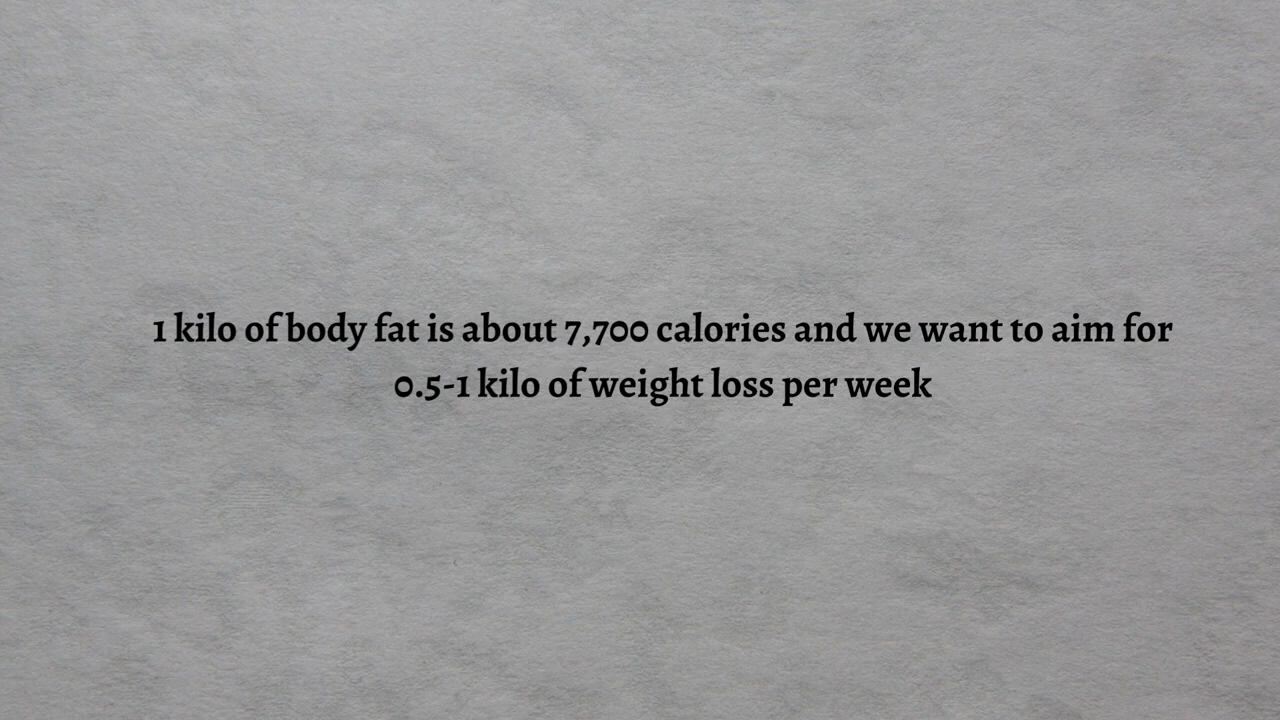 1 kilo of body fat is about 7,700 calories and we want to aim for
0.5-1 kilo of weight loss per week